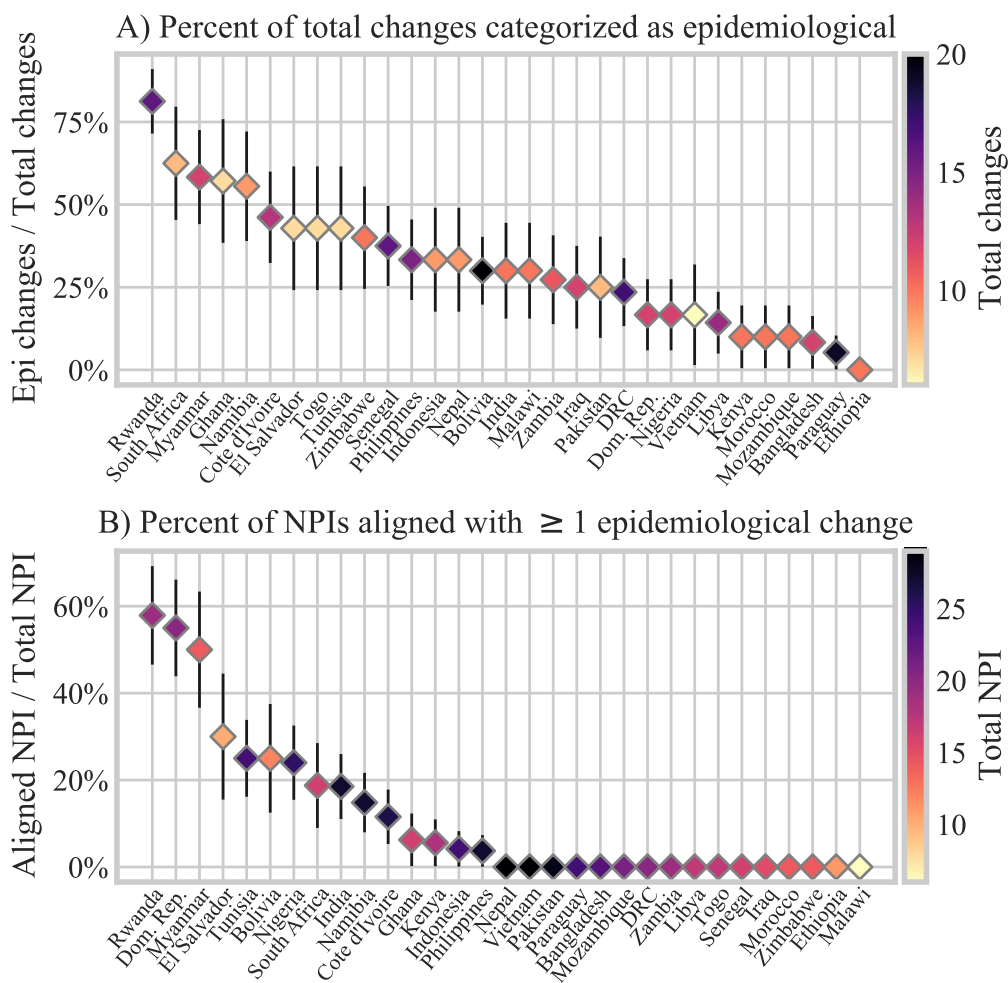 A) Percent of total changes categorized as epidemiological
Epi changes / Total changes
75%
50%
25%
0%
Rwanda
South Africa
Myanmar
Ghana
Namibia
Cote d'Ivoire
El Salvador
Togo
Tunisia
Zimbabwe
Senegal
Philippines
Indonesia
Nepal
Bolivia
India
Malawi
Zambia
Iraq
Pakistan
DRC
Dom. Rep.
Nigeria
Vietnam
Libya
Kenya
Morocco
Mozambique
Bangladesh
Paraguay
Ethiopia
20
15
10
Total changes
B) Percent of NPIs aligned with ≥ 1 epidemiological change
Aligned NPI / Total NPI
60%
40%
20%
0%
Rwanda
Dom. Rep.
Myanmar
El Salvador
Tunisia
Bolivia
Nigeria
South Africa
India
Namibia
Cote d'Ivoire
Ghana
Kenya
Indonesia
Philippines
Nepal
Vietnam
Pakistan
Paraguay
Bangladesh
Mozambique
DRC
Zambia
Libya
Togo
Senegal
Iraq
Morocco
Zimbabwe
Ethiopia
Malawi
25
20
15
10
Total NPI